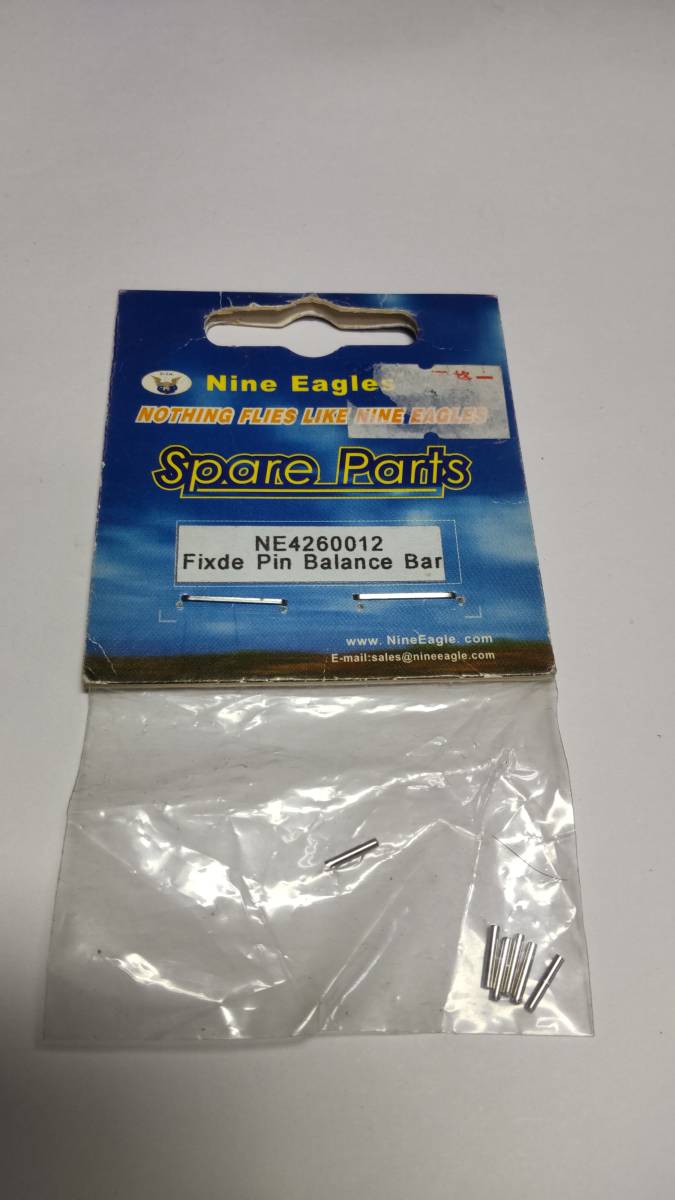 Nine Eagles
NOTHING FLIES LIKE NINE EAGLES
Spare Parts
NE4260012
Fixde Pin Balance Bar
www.NineEagle.com
E-mail:sales@nineeagle.com